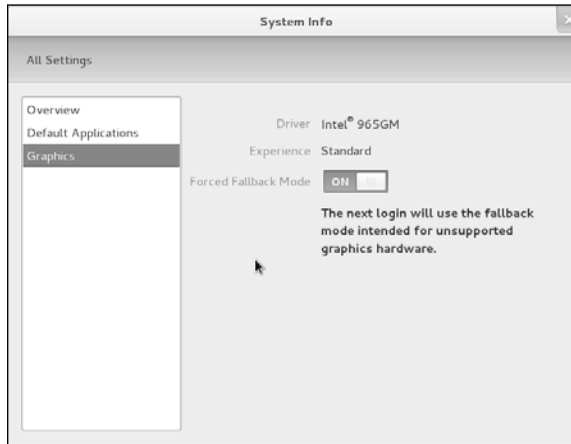 System Info
All Settings
Overview
Default Applications
Graphics
Driver Intel® 965GM
Experience Standard
Forced Fallback Mode ON
The next login will use the fallback
mode intended for unsupported
graphics hardware.